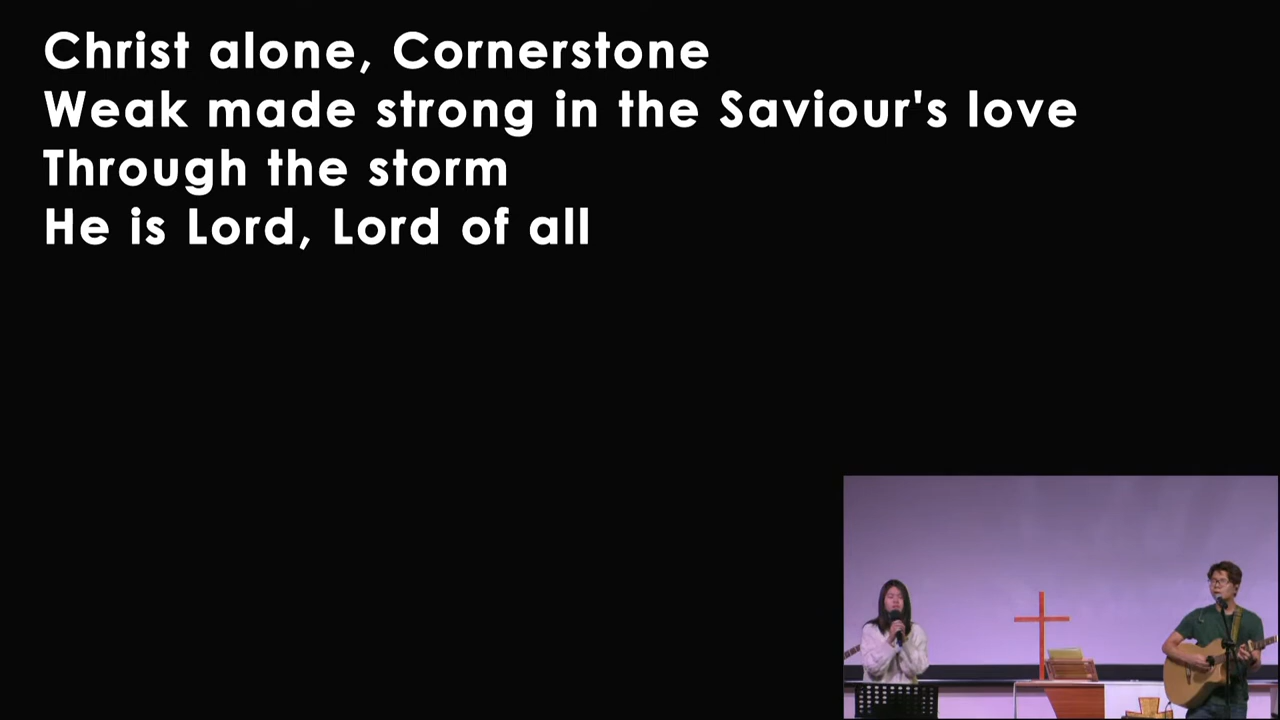 Christ alone, Cornerstone
Weak made strong in the Saviour's love
Through the storm
He is Lord, Lord of all